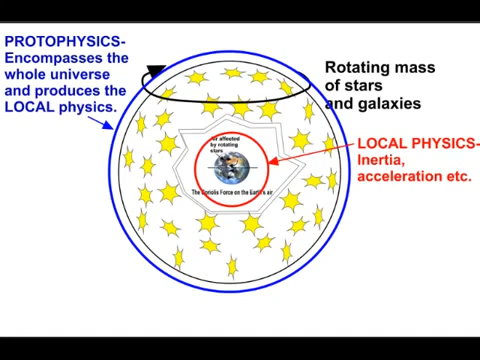 PROTOPHYSICS-
Encompasses the
whole universe
and produces the
LOCAL physics.
Rotating mass
of stars
and galaxies
LOCAL PHYSICS-
Inertia,
acceleration etc.
affected
by rotating
stars
The Coriolis Force on the Earth's air